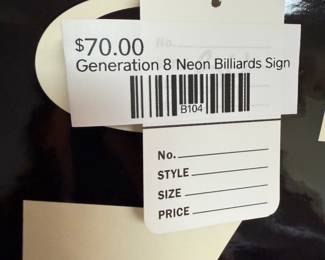 $70.00
Generation 8 Neon Billiards Sign
B104
No.
STYLE
SIZE
PRICE